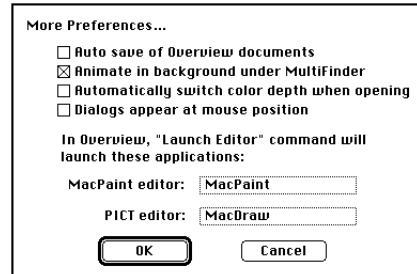 More Preferences...
Auto save of Overview documents
Animate in background under MultiFinder
Automatically switch color depth when opening
Dialogs appear at mouse position
In Overview, "Launch Editor" command will
launch these applications:
MacPaint editor: MacPaint
PICT editor: MacDraw
OK Cancel